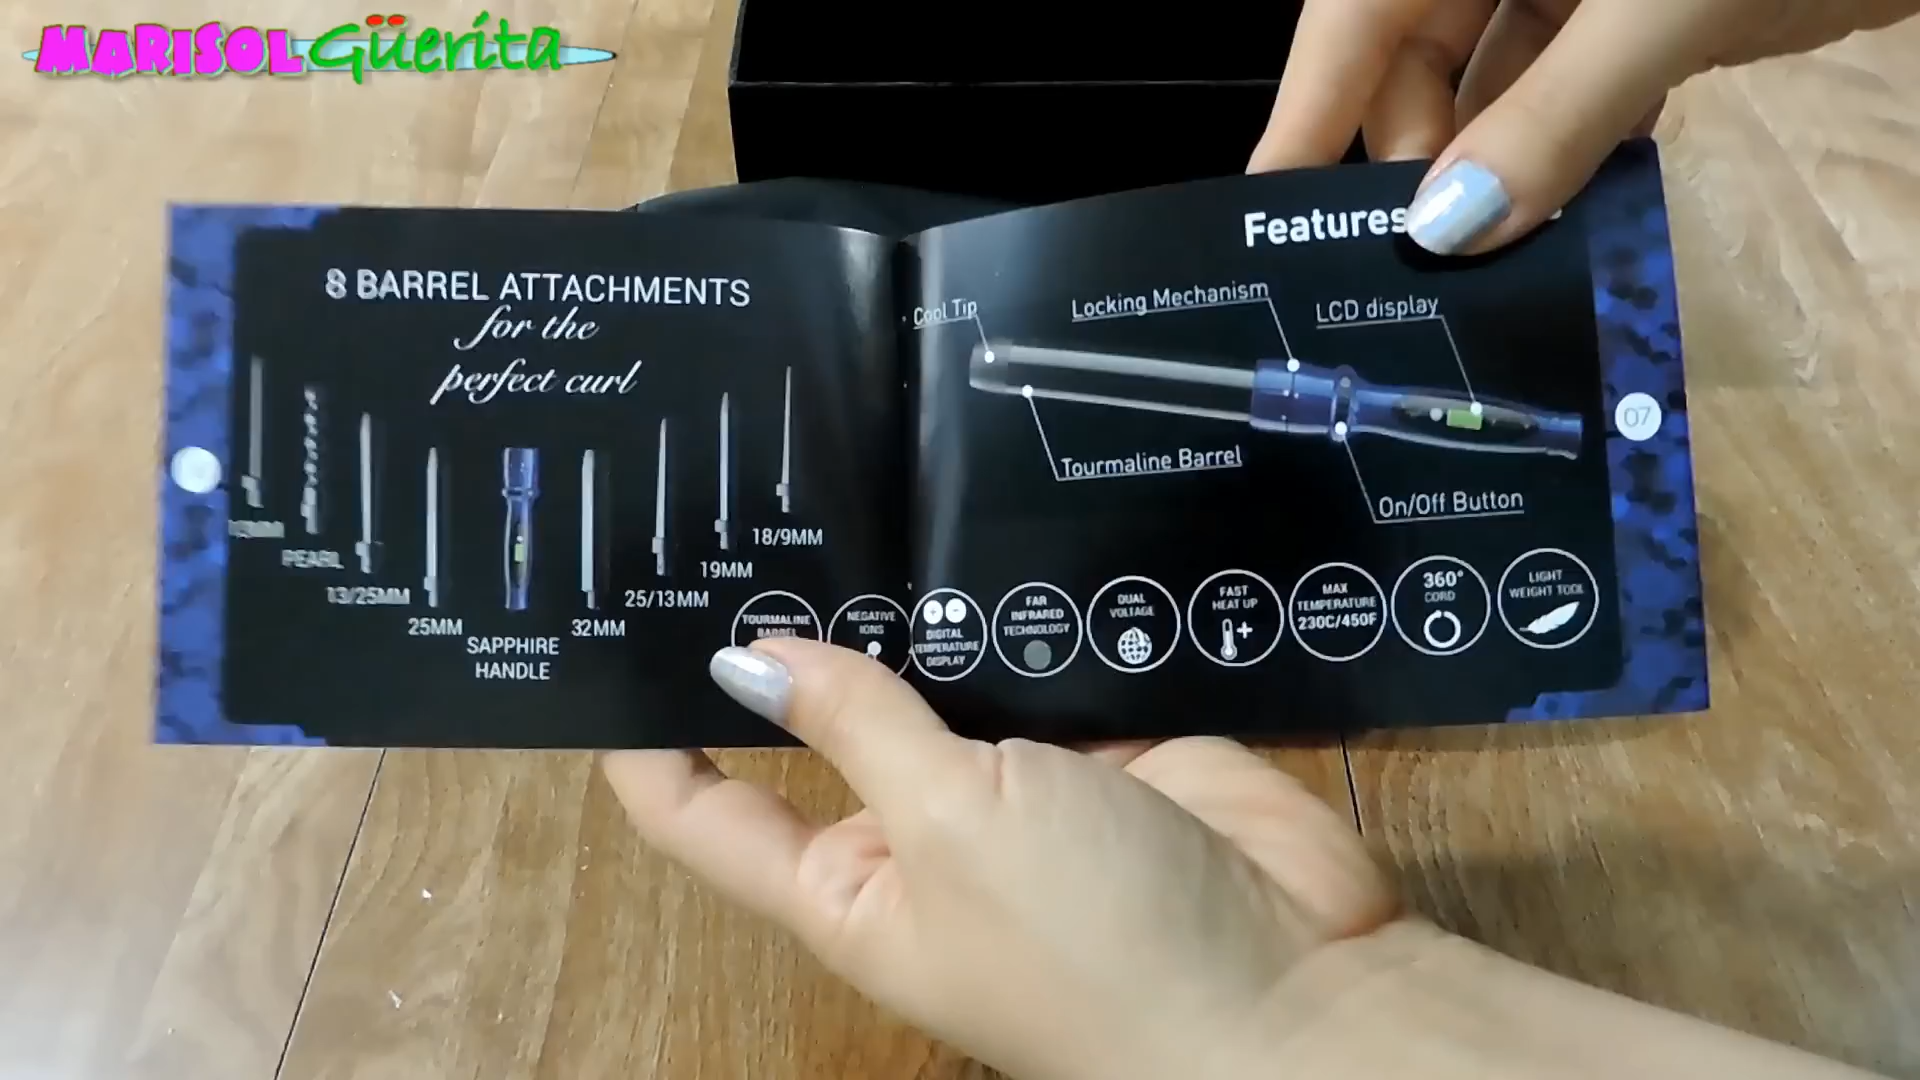 MARISOL Güerita
8 BARREL ATTACHMENTS
for the
perfect curl
PEARL
13/25MM
25MM
SAPPHIRE
HANDLE
32MM
25/13MM
19MM
18/9MM
Features
Cool Tip
Locking Mechanism
LCD display
Tourmaline Barrel
On/Off Button
07
TOURMALINE
BARREL
NEGATIVE
IONS
DIGITAL
TEMPERATURE
DISPLAY
FAR
INFRARED
TECHNOLOGY
DUAL
VOLTAGE
FAST
HEAT UP
MAX
TEMPERATURE
230C/450F
360°
CORD
LIGHT
WEIGHT TOOL